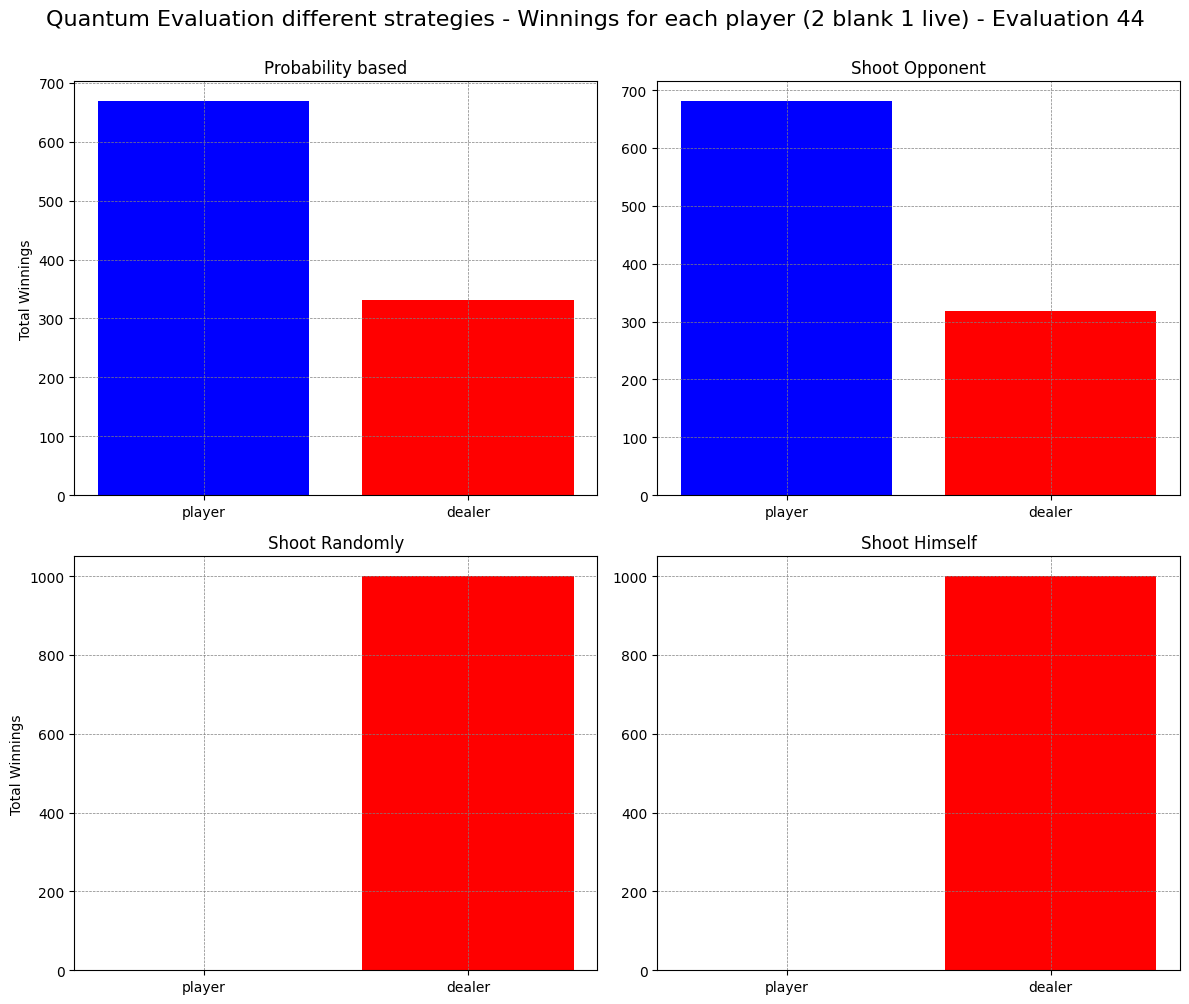 Quantum Evaluation different strategies - Winnings for each player (2 blank 1 live) - Evaluation 44
Probability based
700
600
500
400
300
200
100
0
Total Winnings
player dealer
Shoot Opponent
700
600
500
400
300
200
100
0
player dealer
Shoot Randomly
1000
800
600
400
200
0
Total Winnings
player dealer
Shoot Himself
1000
800
600
400
200
0
player dealer